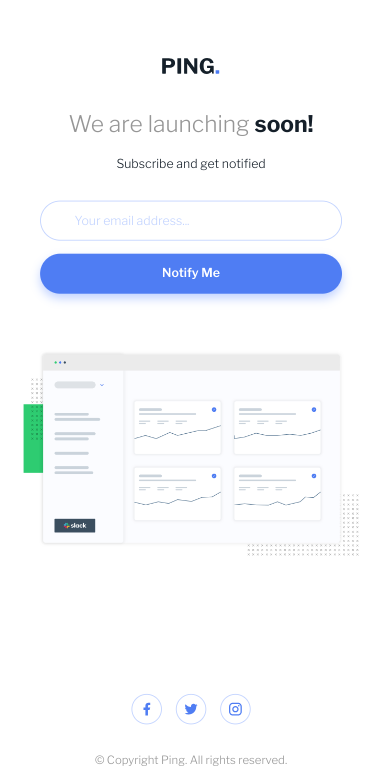 PING.
We are launching soon!
Subscribe and get notified
Your email address...
Notify Me
slack
© Copyright Ping. All rights reserved.